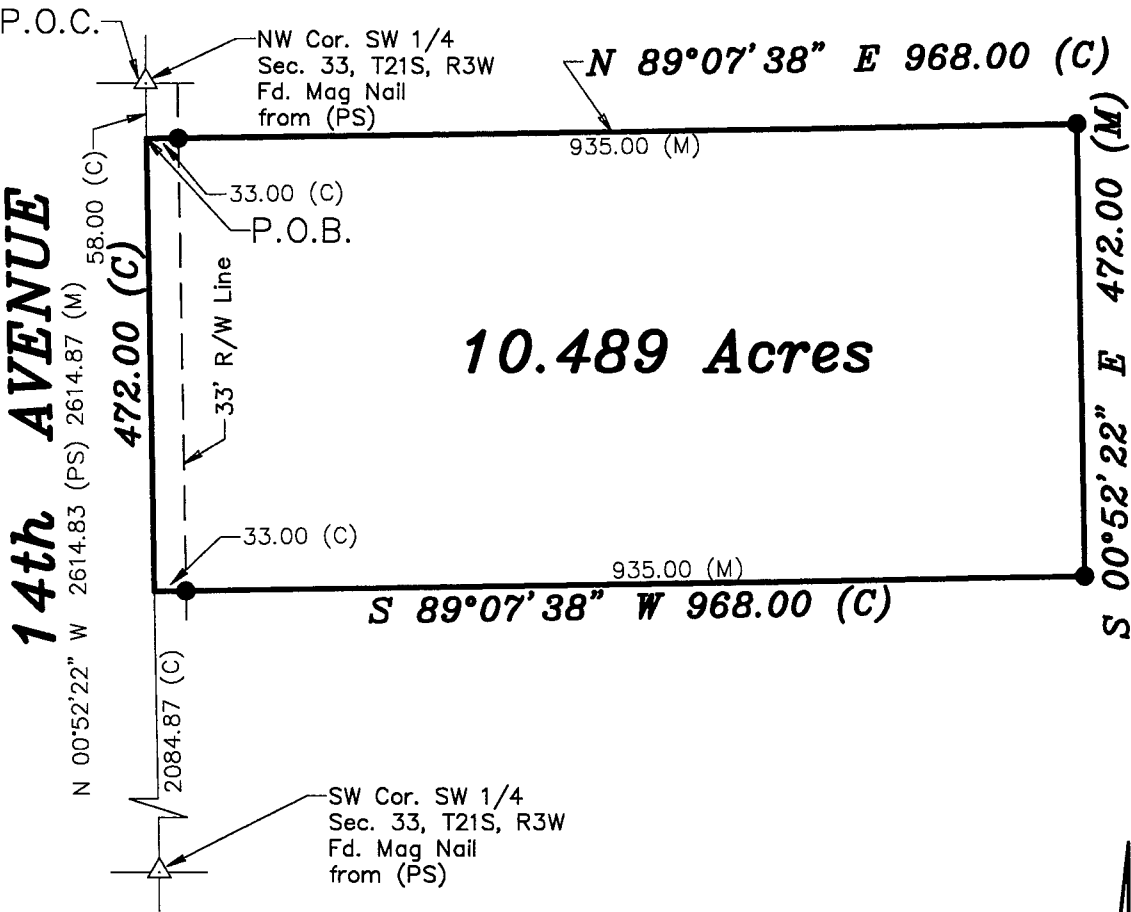 P.O.C.
NW Cor. SW 1/4
Sec. 33, T21S, R3W
Fd. Mag Nail
from (PS)
N 89°07'38" E 968.00 (C)
935.00 (M)
58.00 (C)
33.00 (C)
P.O.B.
14th AVENUE
N 00°52'22" W 2614.83 (PS) 2614.87 (M)
472.00 (C)
33' R/W Line
10.489 Acres
S 00°52'22" E 472.00 (M)
33.00 (C)
935.00 (M)
S 89°07'38" W 968.00 (C)
2084.87 (C)
SW Cor. SW 1/4
Sec. 33, T21S, R3W
Fd. Mag Nail
from (PS)